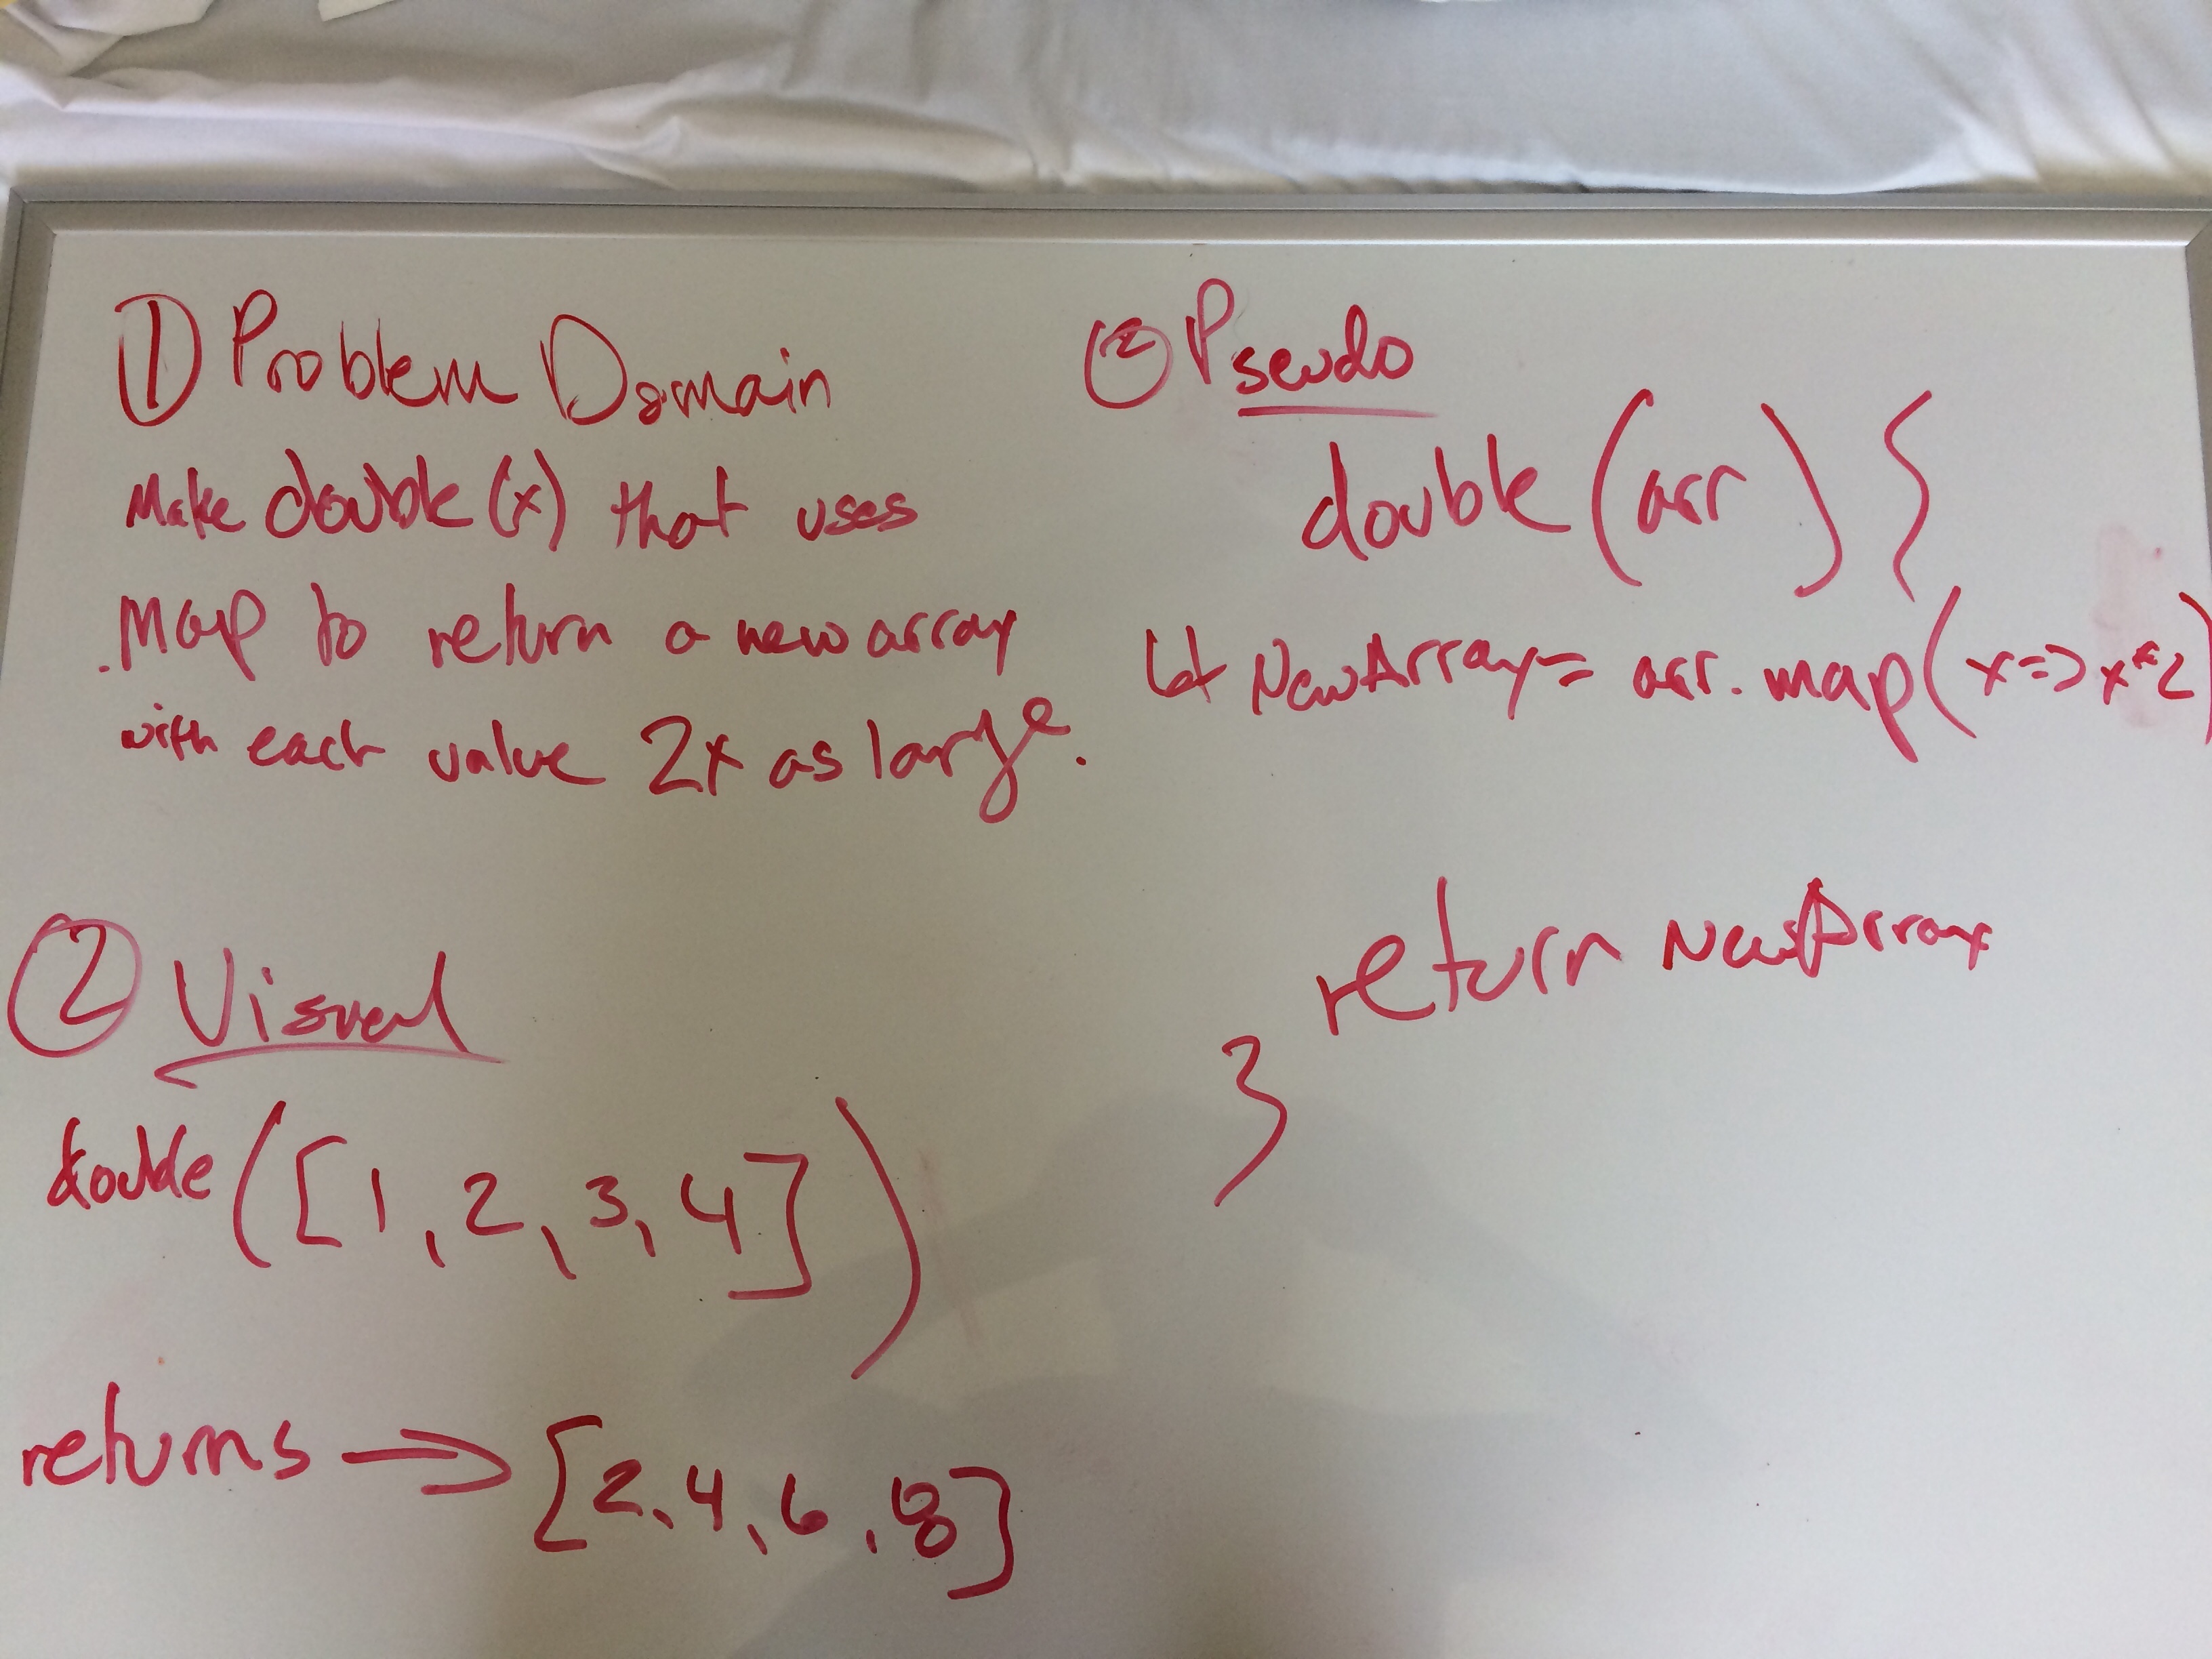 ① Problem Domain
Make double(x) that uses
Map to return a new array
with each value 2x as large.
② Visual
double([1, 2, 3, 4])
returns → [2, 4, 6, 8]
② Pseudo
double(arr) {
let NewArray = arr.map(x=>x*2)
return NewArray
}